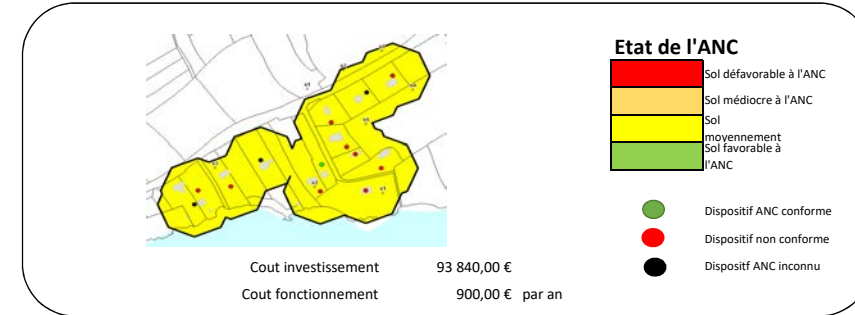 Etat de l'ANC
Sol défavorable à l'ANC
Sol médiocre à l'ANC
Sol
moyennement
Sol favorable à
l'ANC
Dispositif ANC conforme
Dispositif non conforme
Dispositf ANC inconnu
Cout investissement 93 840,00 €
Cout fonctionnement 900,00 € par an